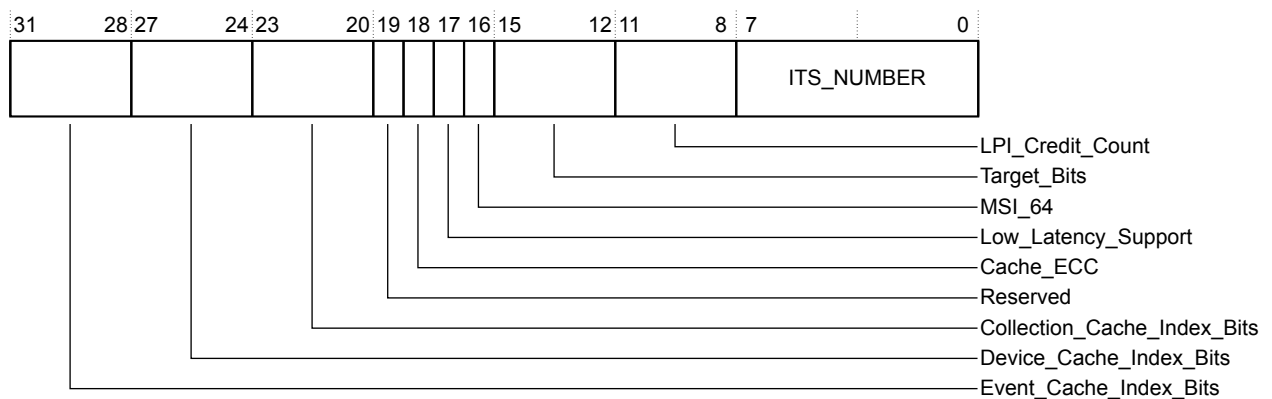 31 28 27 24 23 20 19 18 17 16 15 12 11 8 7 0
ITS_NUMBER
LPI_Credit_Count
Target_Bits
MSI_64
Low_Latency_Support
Cache_ECC
Reserved
Collection_Cache_Index_Bits
Device_Cache_Index_Bits
Event_Cache_Index_Bits